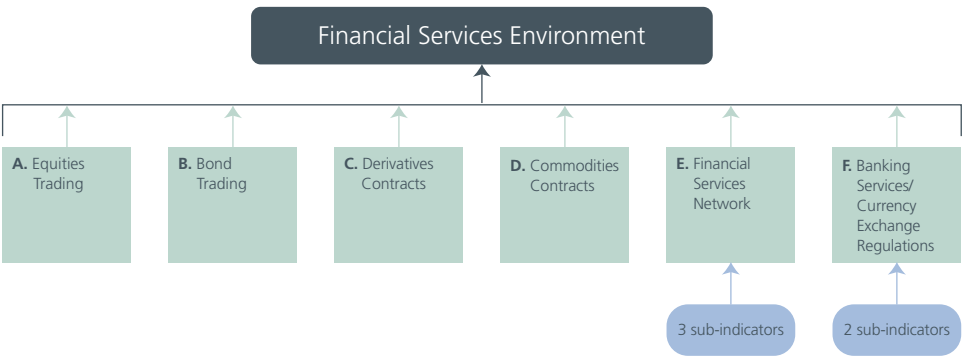 Financial Services Environment
A. Equities
Trading
B. Bond
Trading
C. Derivatives
Contracts
D. Commodities
Contracts
E. Financial
Services
Network
F. Banking
Services/
Currency
Exchange
Regulations
3 sub-indicators
2 sub-indicators